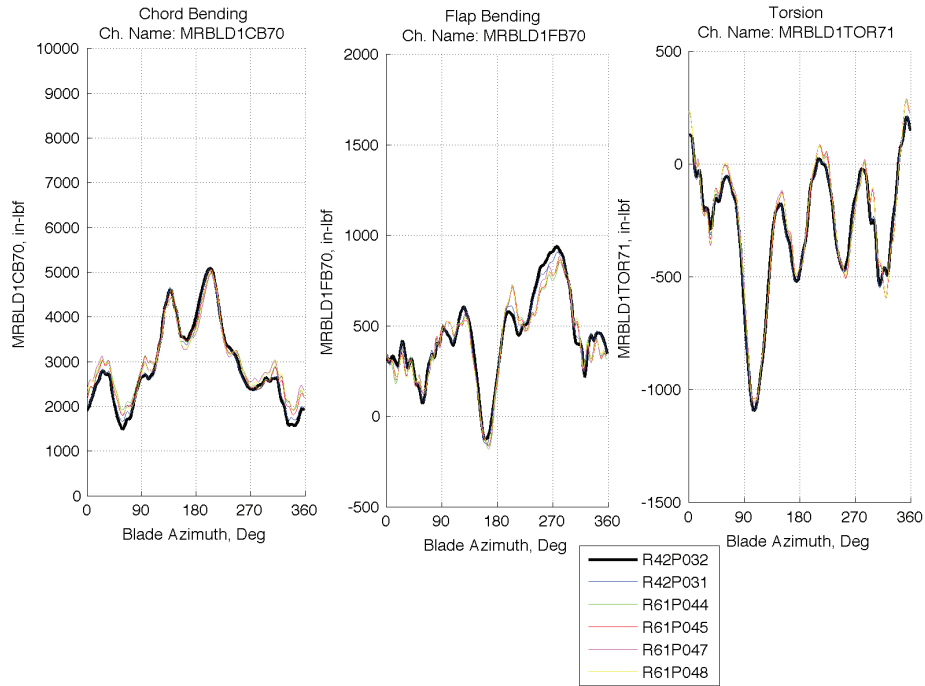 Chord Bending
Ch. Name: MRBLD1CB70
10000
9000
8000
7000
6000
5000
4000
3000
2000
1000
0
MRBLD1CB70, in-lbf
0 90 180 270 360
Blade Azimuth, Deg
Flap Bending
Ch. Name: MRBLD1FB70
2000
1500
1000
500
0
-500
MRBLD1FB70, in-lbf
0 90 180 270 360
Blade Azimuth, Deg
Torsion
Ch. Name: MRBLD1TOR71
500
0
-500
-1000
-1500
MRBLD1TOR71, in-lbf
0 90 180 270 360
Blade Azimuth, Deg
R42P032
R42P031
R61P044
R61P045
R61P047
R61P048